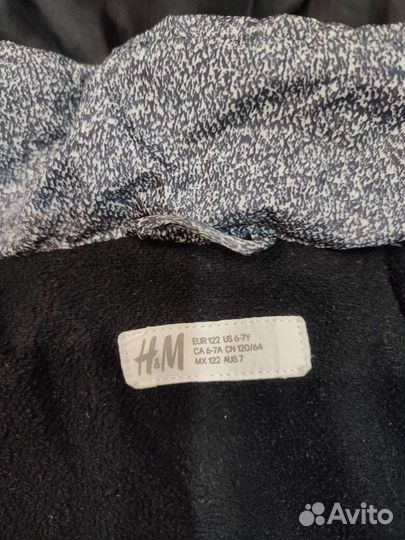 H&M
EUR 122 US 6-7Y
CA 6-7A CN 120/64
MX 122 AUS 7
Avito